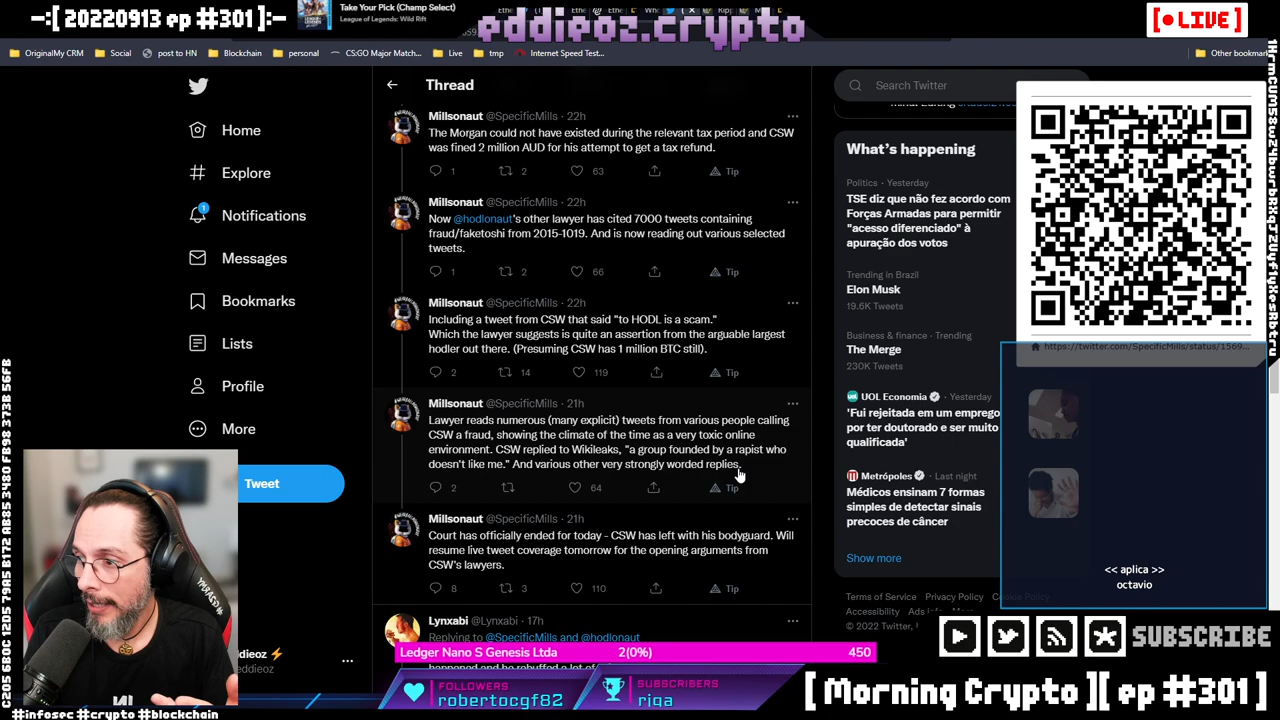 -:[ 20220913 ep #301]:-
Take Your Pick (Champ Select)
League of Legends: Wild Rift
eddieoz.crypto
[● LIVE ]
OriginalMy CRM
Social
post to HN
Blockchain
personal
CS:GO Major Match...
Live
tmp
Internet Speed Test...
Other bookmar
Home
Explore
1
Notifications
Messages
Bookmarks
Lists
Profile
More
Tweet
Thread
Millsonaut @SpecificMills · 22h
The Morgan could not have existed during the relevant tax period and CSW
was fined 2 million AUD for his attempt to get a tax refund.
1 2 63 Tip
Millsonaut @SpecificMills · 22h
Now @hodlonaut's other lawyer has cited 7000 tweets containing
fraud/faketoshi from 2015-1019. And is now reading out various selected
tweets.
1 2 66 Tip
Millsonaut @SpecificMills · 22h
Including a tweet from CSW that said "to HODL is a scam."
Which the lawyer suggests is quite an assertion from the arguable largest
hodler out there. (Presuming CSW has 1 million BTC still).
2 14 119 Tip
Millsonaut @SpecificMills · 21h
Lawyer reads numerous (many explicit) tweets from various people calling
CSW a fraud, showing the climate of the time as a very toxic online
environment. CSW replied to Wikileaks, "a group founded by a rapist who
doesn't like me." And various other very strongly worded replies.
2 64 Tip
Millsonaut @SpecificMills · 21h
Court has officially ended for today - CSW has left with his bodyguard. Will
resume live tweet coverage tomorrow for the opening arguments from
CSW's lawyers.
8 3 110 Tip
Lynxabi @Lynxabi · 17h
Replying to @SpecificMills and @hodlonaut
Search Twitter
What's happening
Politics · Yesterday
TSE diz que não fez acordo com
Forças Armadas para permitir
"acesso diferenciado" à
apuração dos votos
Trending in Brazil
Elon Musk
19.6K Tweets
Business & finance · Trending
The Merge
230K Tweets
UOL Economia · Yesterday
'Fui rejeitada em um emprego
por ter doutorado e ser muito
qualificada'
Metrópoles · Last night
Médicos ensinam 7 formas
simples de detectar sinais
precoces de câncer
Show more
Terms of Service Privacy Policy Cookie Policy
© 2022 Twitter,
https://twitter.com/SpecificMills/status/1569...
<< aplica >>
octavio
SUBSCRIBE
Ledger Nano S Genesis Ltda 2(0%) 450
FOLLOWERS
robertocgf82
SUBSCRIBERS
riga
[ Morning Crypto ][ ep #301 ]
ddieoz
eddieoz
#infosec #crypto #blockchain